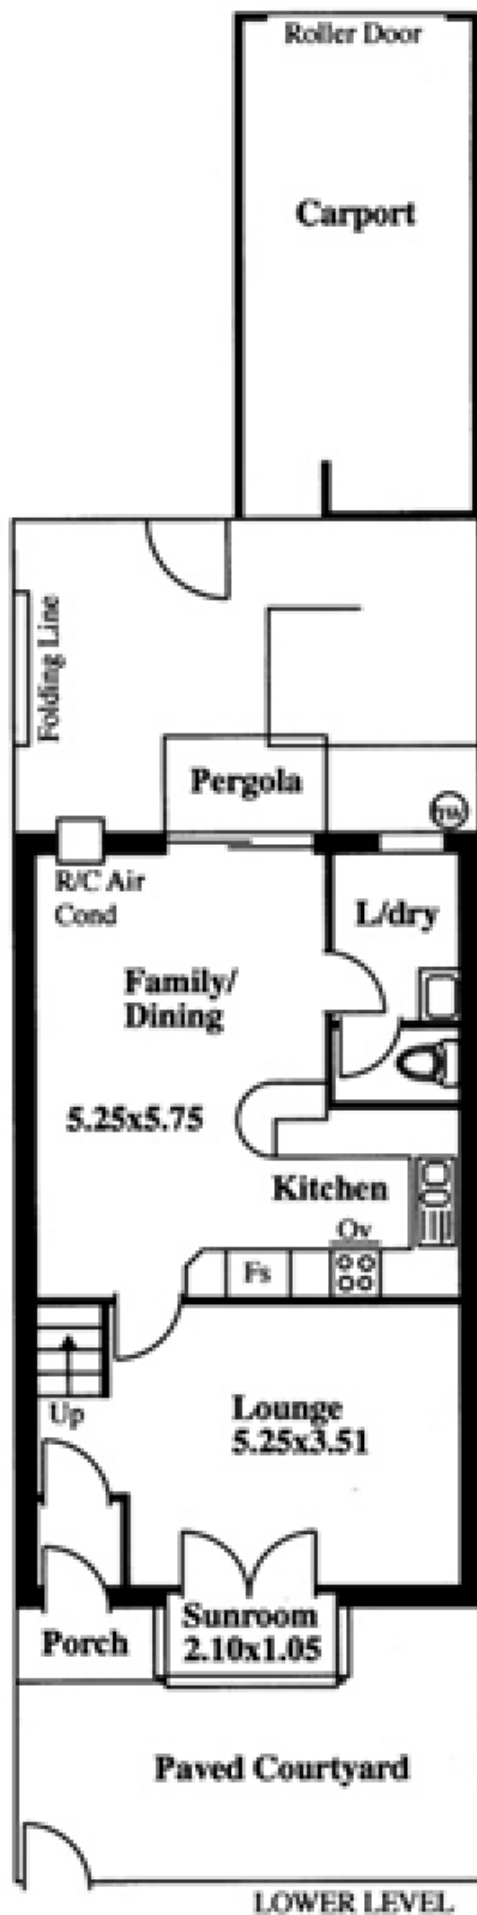 Roller Door
Carport
Folding Line
Pergola
R/C Air
Cond
L/dry
Family/
Dining
5.25x5.75
Kitchen
Ov
Fs
Up
Lounge
5.25x3.51
Sunroom
2.10x1.05
Porch
Paved Courtyard
LOWER LEVEL